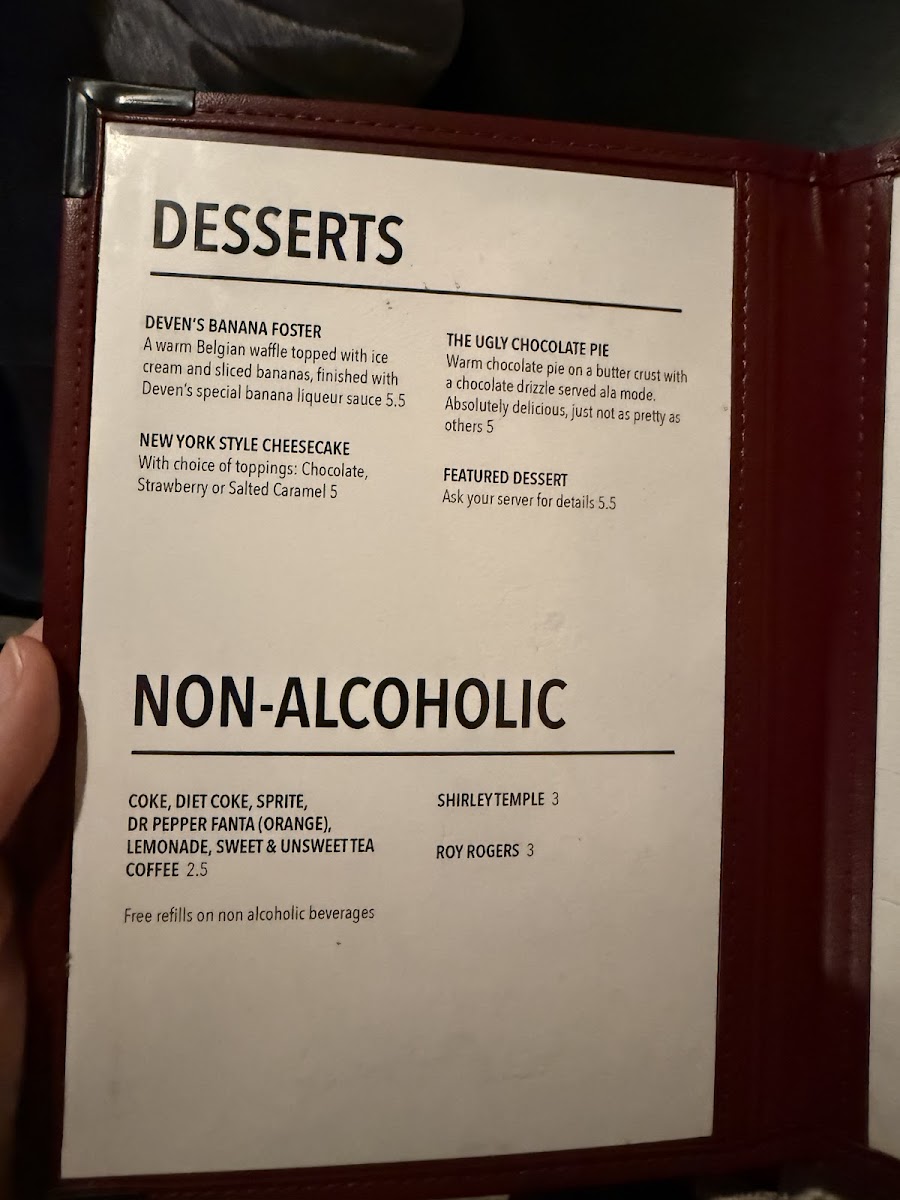 DESSERTS
DEVEN'S BANANA FOSTER
A warm Belgian waffle topped with ice
cream and sliced bananas, finished with
Deven's special banana liqueur sauce 5.5
NEW YORK STYLE CHEESECAKE
With choice of toppings: Chocolate,
Strawberry or Salted Caramel 5
THE UGLY CHOCOLATE PIE
Warm chocolate pie on a butter crust with
a chocolate drizzle served ala mode.
Absolutely delicious, just not as pretty as
others 5
FEATURED DESSERT
Ask your server for details 5.5
NON-ALCOHOLIC
COKE, DIET COKE, SPRITE,
DR PEPPER FANTA (ORANGE),
LEMONADE, SWEET & UNSWEET TEA
COFFEE 2.5
Free refills on non alcoholic beverages
SHIRLEY TEMPLE 3
ROY ROGERS 3